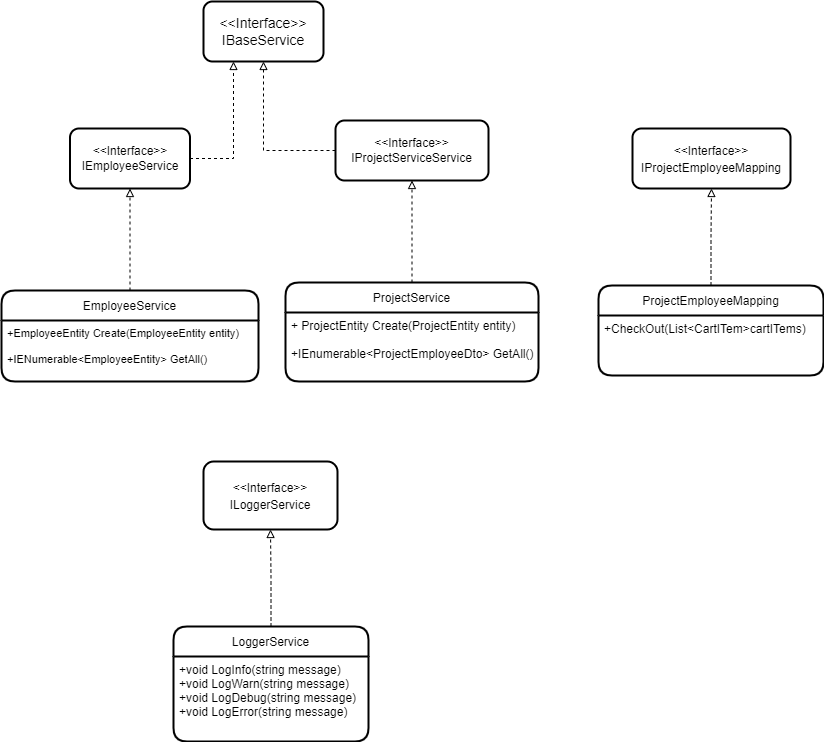 <<Interface>>
IBaseService
<<Interface>>
IEmployeeService
<<Interface>>
IProjectServiceService
<<Interface>>
IProjectEmployeeMapping
EmployeeService
+EmployeeEntity Create(EmployeeEntity entity)
+IENumerable<EmployeeEntity> GetAll()
ProjectService
+ ProjectEntity Create(ProjectEntity entity)
+IEnumerable<ProjectEmployeeDto> GetAll()
ProjectEmployeeMapping
+CheckOut(List<CartITem>cartITems)
<<Interface>>
ILoggerService
LoggerService
+void LogInfo(string message)
+void LogWarn(string message)
+void LogDebug(string message)
+void LogError(string message)